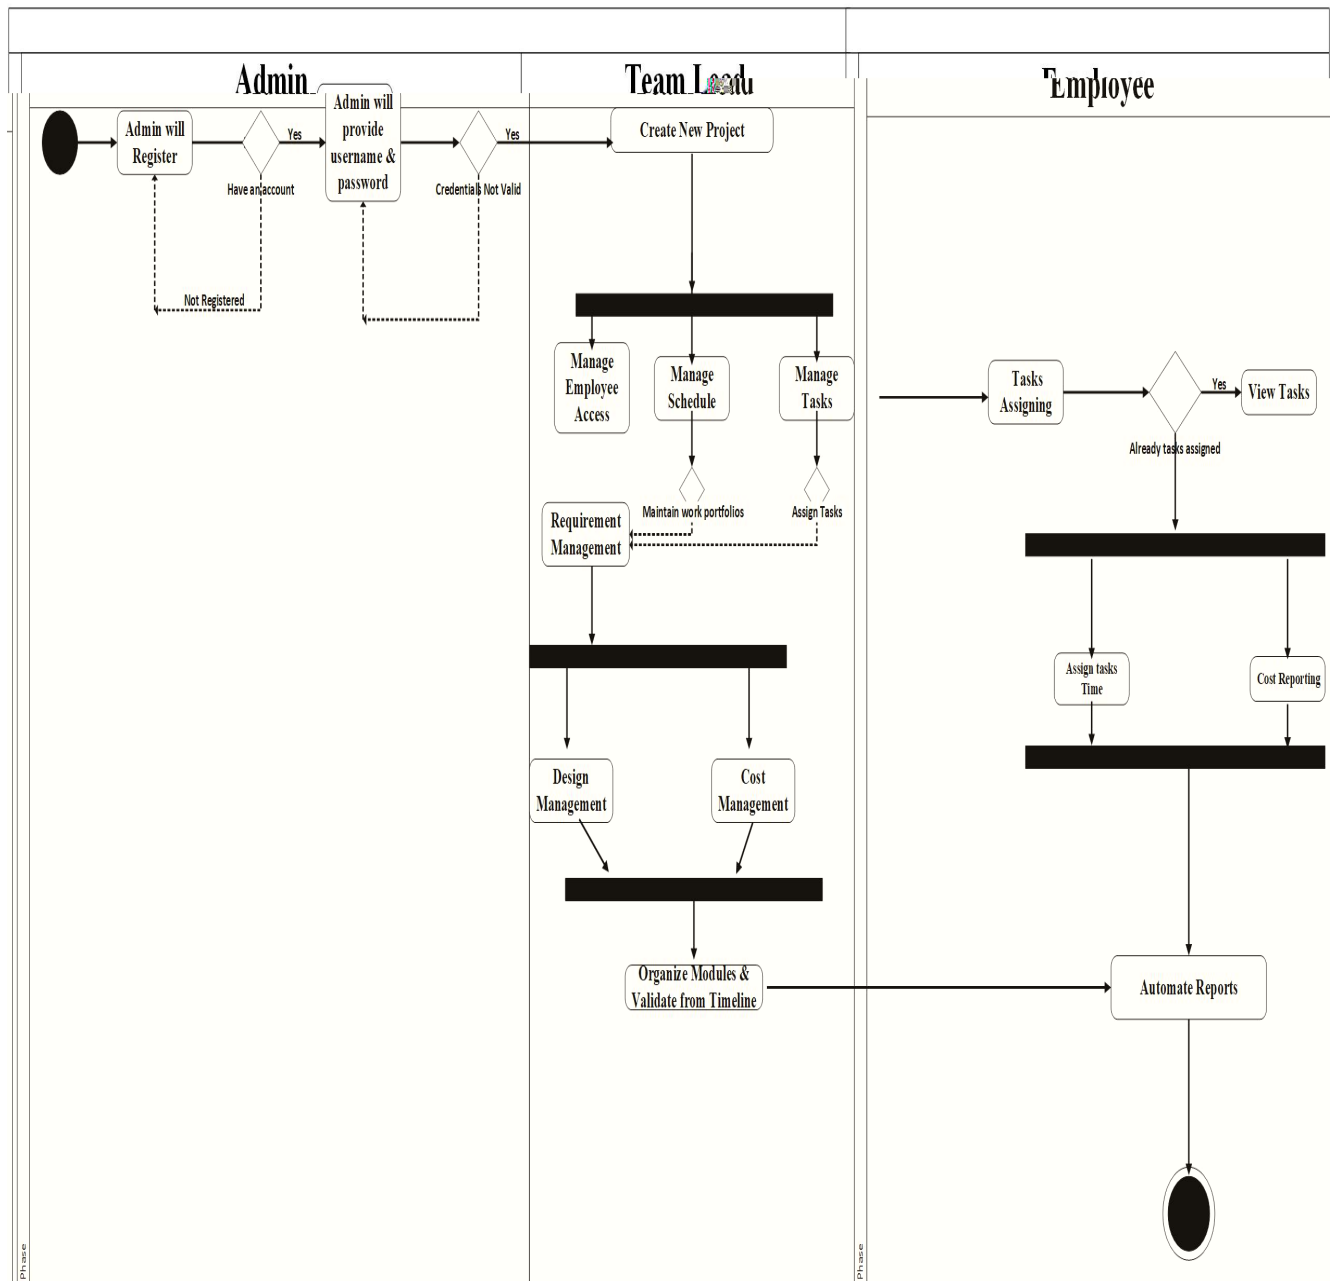 Admin
Team Lead
Employee
Admin will
Register
Yes
Have an account
Not Registered
Admin will
provide
username &
password
Yes
Credentials Not Valid
Create New Project
Manage
Employee
Access
Manage
Schedule
Manage
Tasks
Maintain work portfolios
Assign Tasks
Requirement
Management
Design
Management
Cost
Management
Organize Modules &
Validate from Timeline
Tasks
Assigning
Yes
View Tasks
Already tasks assigned
Assign tasks
Time
Cost Reporting
Automate Reports
Phase
Phase